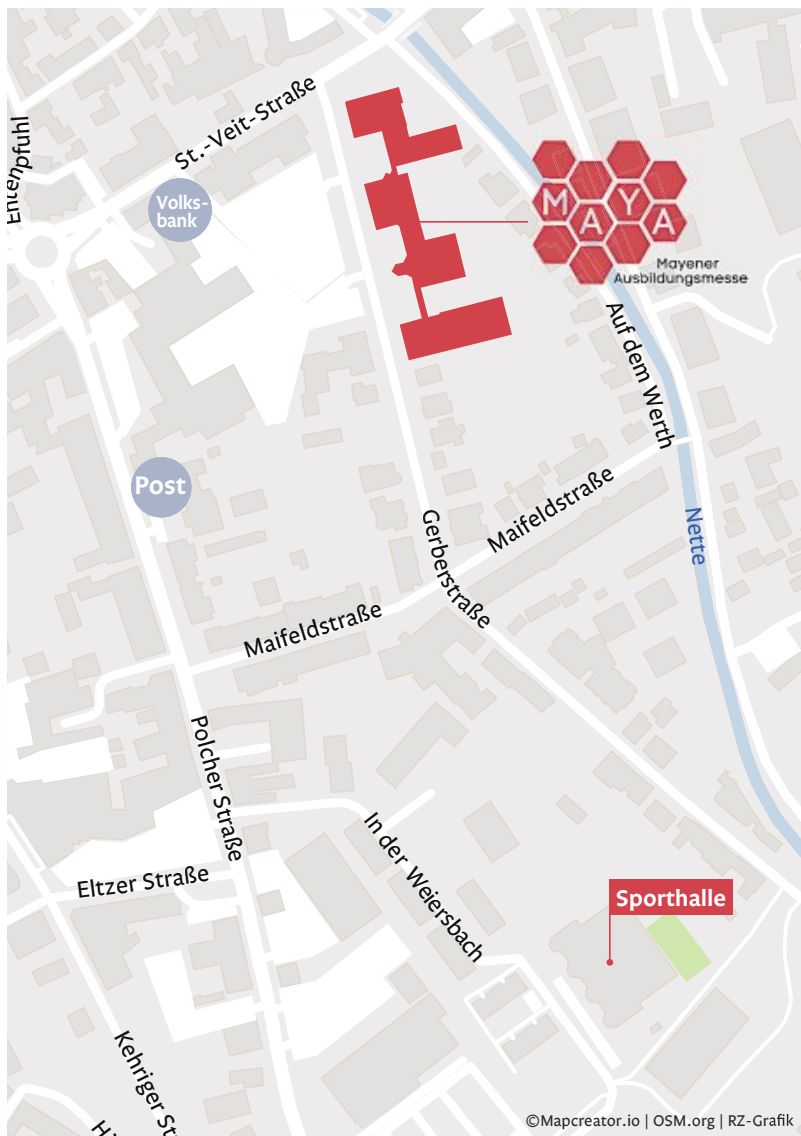 Entenpfuhl
St.-Veit-Straße
Volks-
bank
M A Y A
Mayener
Ausbildungsmesse
Auf dem Werth
Post
Gerberstraße
Maifeldstraße
Nette
Maifeldstraße
Polcher Straße
In der Weiersbach
Eltzer Straße
Sporthalle
Kehriger St
©Mapcreator.io | OSM.org | RZ-Grafik